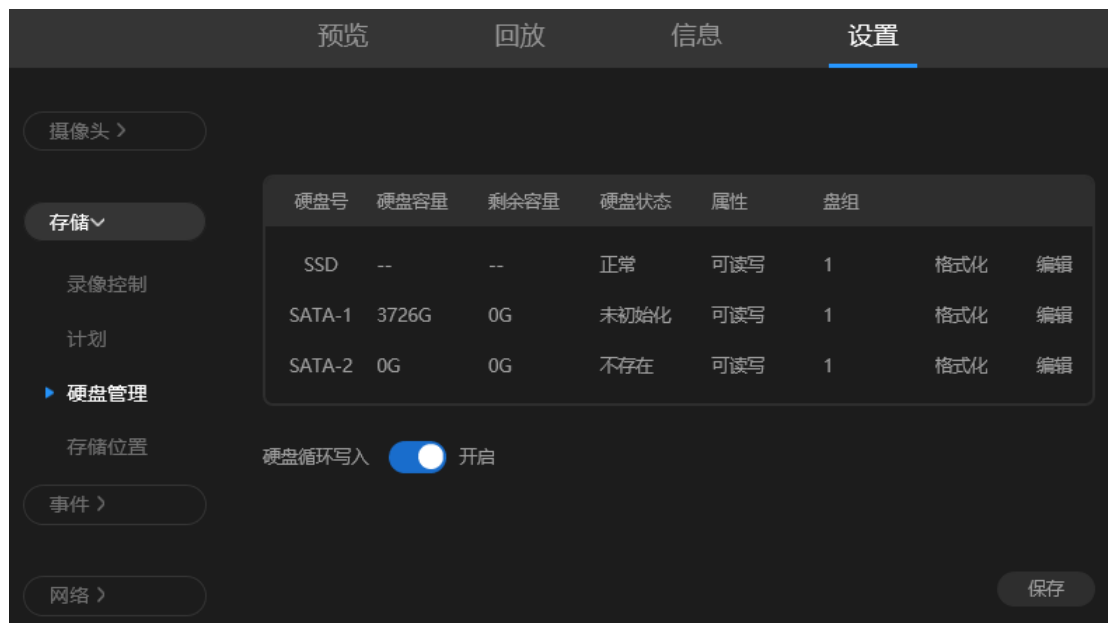 预览 回放 信息 设置
摄像头
存储
录像控制
计划
硬盘管理
存储位置
事件
网络
硬盘号 硬盘容量 剩余容量 硬盘状态 属性 盘组
SSD -- -- 正常 可读写 1 格式化 编辑
SATA-1 3726G 0G 未初始化 可读写 1 格式化 编辑
SATA-2 0G 0G 不存在 可读写 1 格式化 编辑
硬盘循环写入 开启
保存